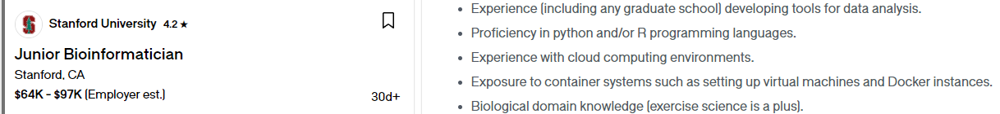 Stanford University 4.2 ★
Junior Bioinformatician
Stanford, CA
$64K - $97K (Employer est.)
30d+
• Experience (including any graduate school) developing tools for data analysis.
• Proficiency in python and/or R programming languages.
• Experience with cloud computing environments.
• Exposure to container systems such as setting up virtual machines and Docker instances.
• Biological domain knowledge (exercise science is a plus).